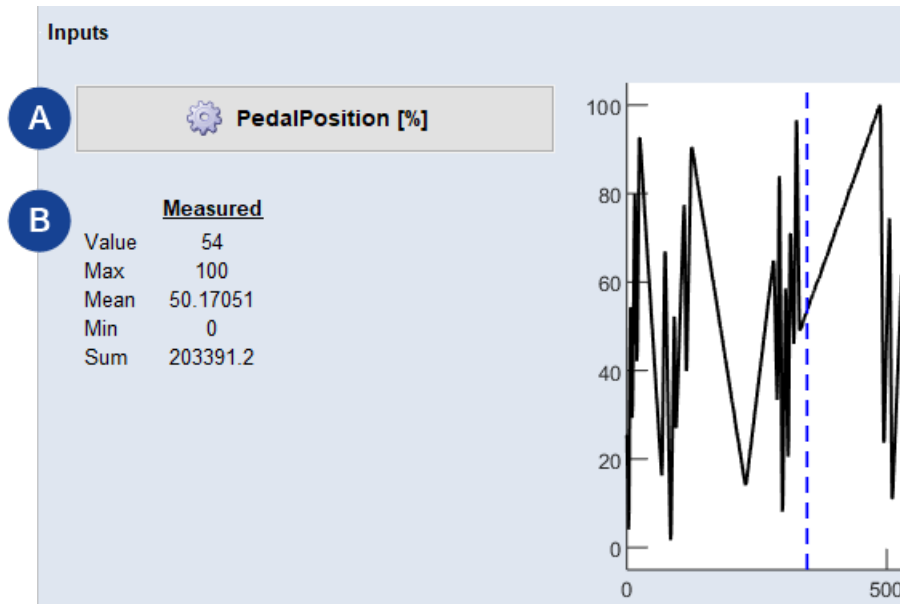 Inputs
A
PedalPosition [%]
B
Measured
Value 54
Max 100
Mean 50.17051
Min 0
Sum 203391.2
100
80
60
40
20
0
0 500